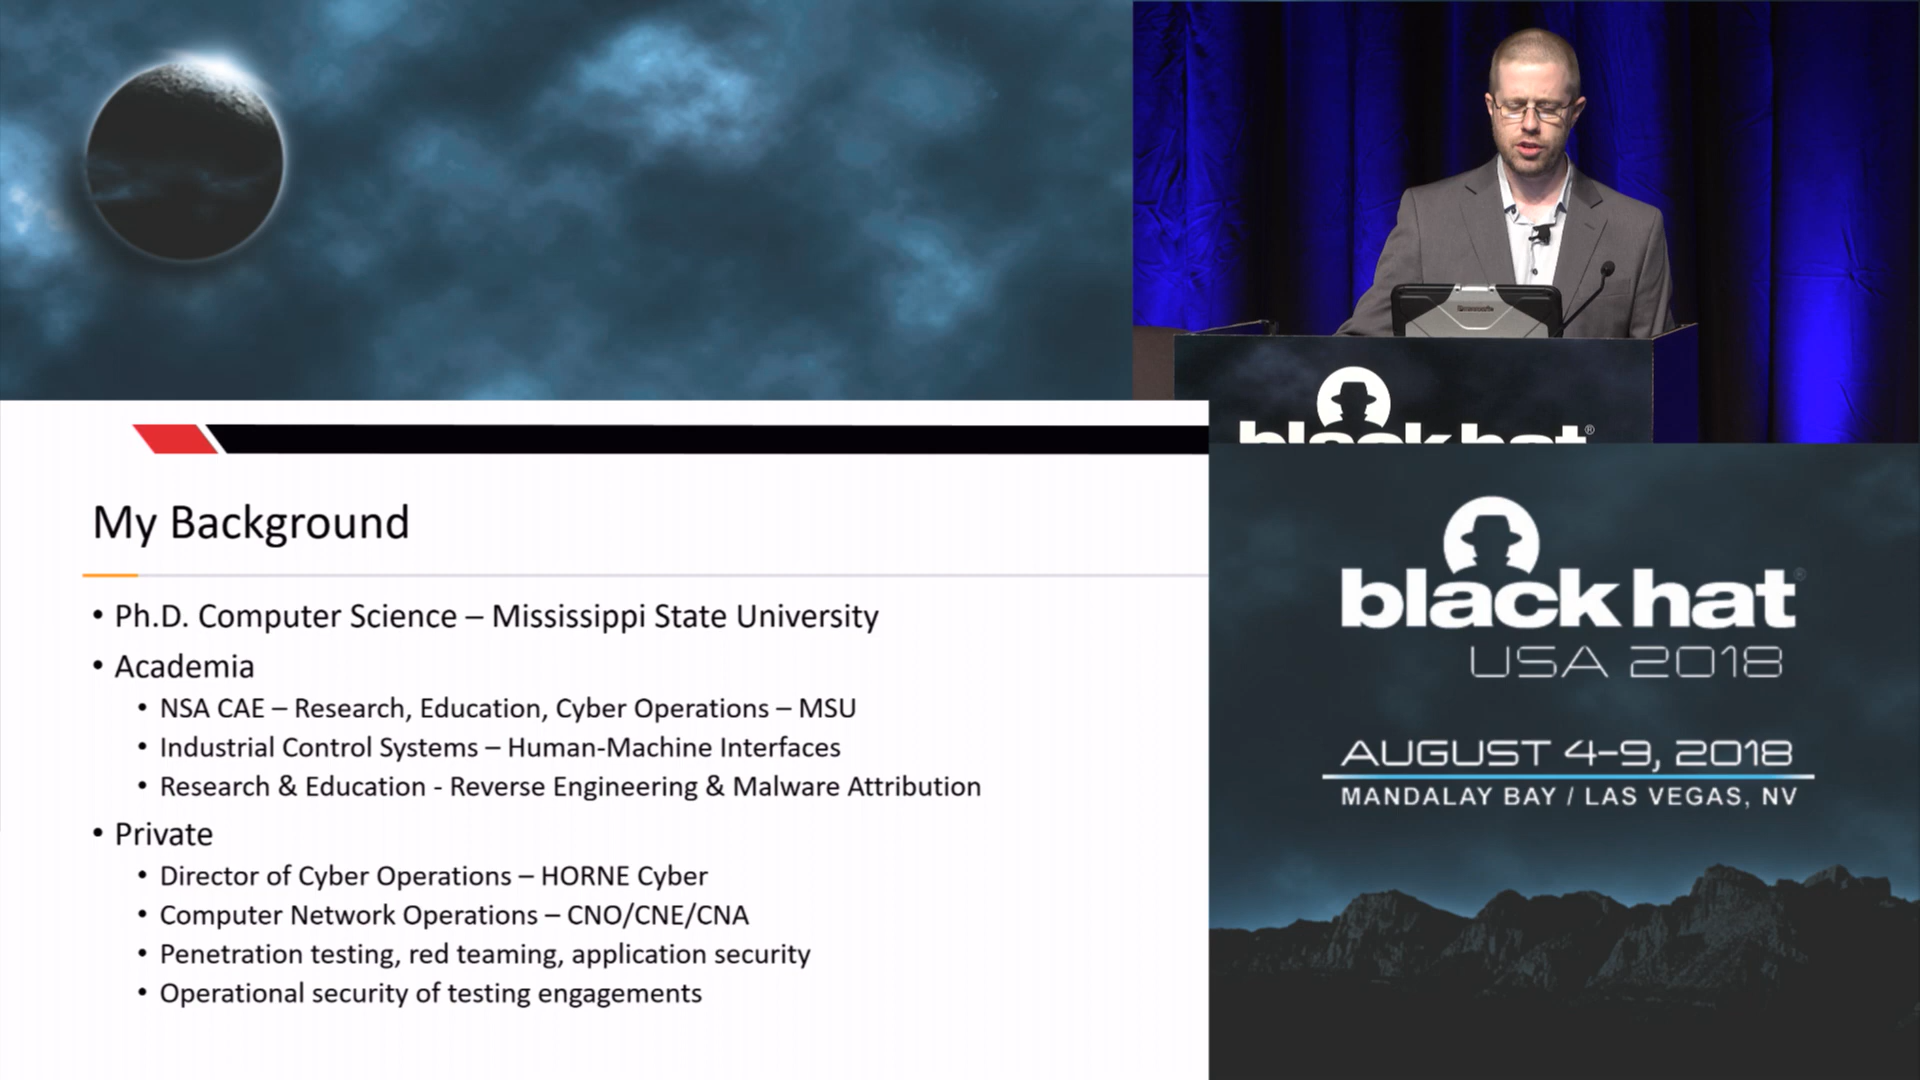 black hat®
My Background
• Ph.D. Computer Science – Mississippi State University
• Academia
• NSA CAE – Research, Education, Cyber Operations – MSU
• Industrial Control Systems – Human-Machine Interfaces
• Research & Education - Reverse Engineering & Malware Attribution
• Private
• Director of Cyber Operations – HORNE Cyber
• Computer Network Operations – CNO/CNE/CNA
• Penetration testing, red teaming, application security
• Operational security of testing engagements
black hat®
USA 2018
AUGUST 4–9, 2018
MANDALAY BAY / LAS VEGAS, NV